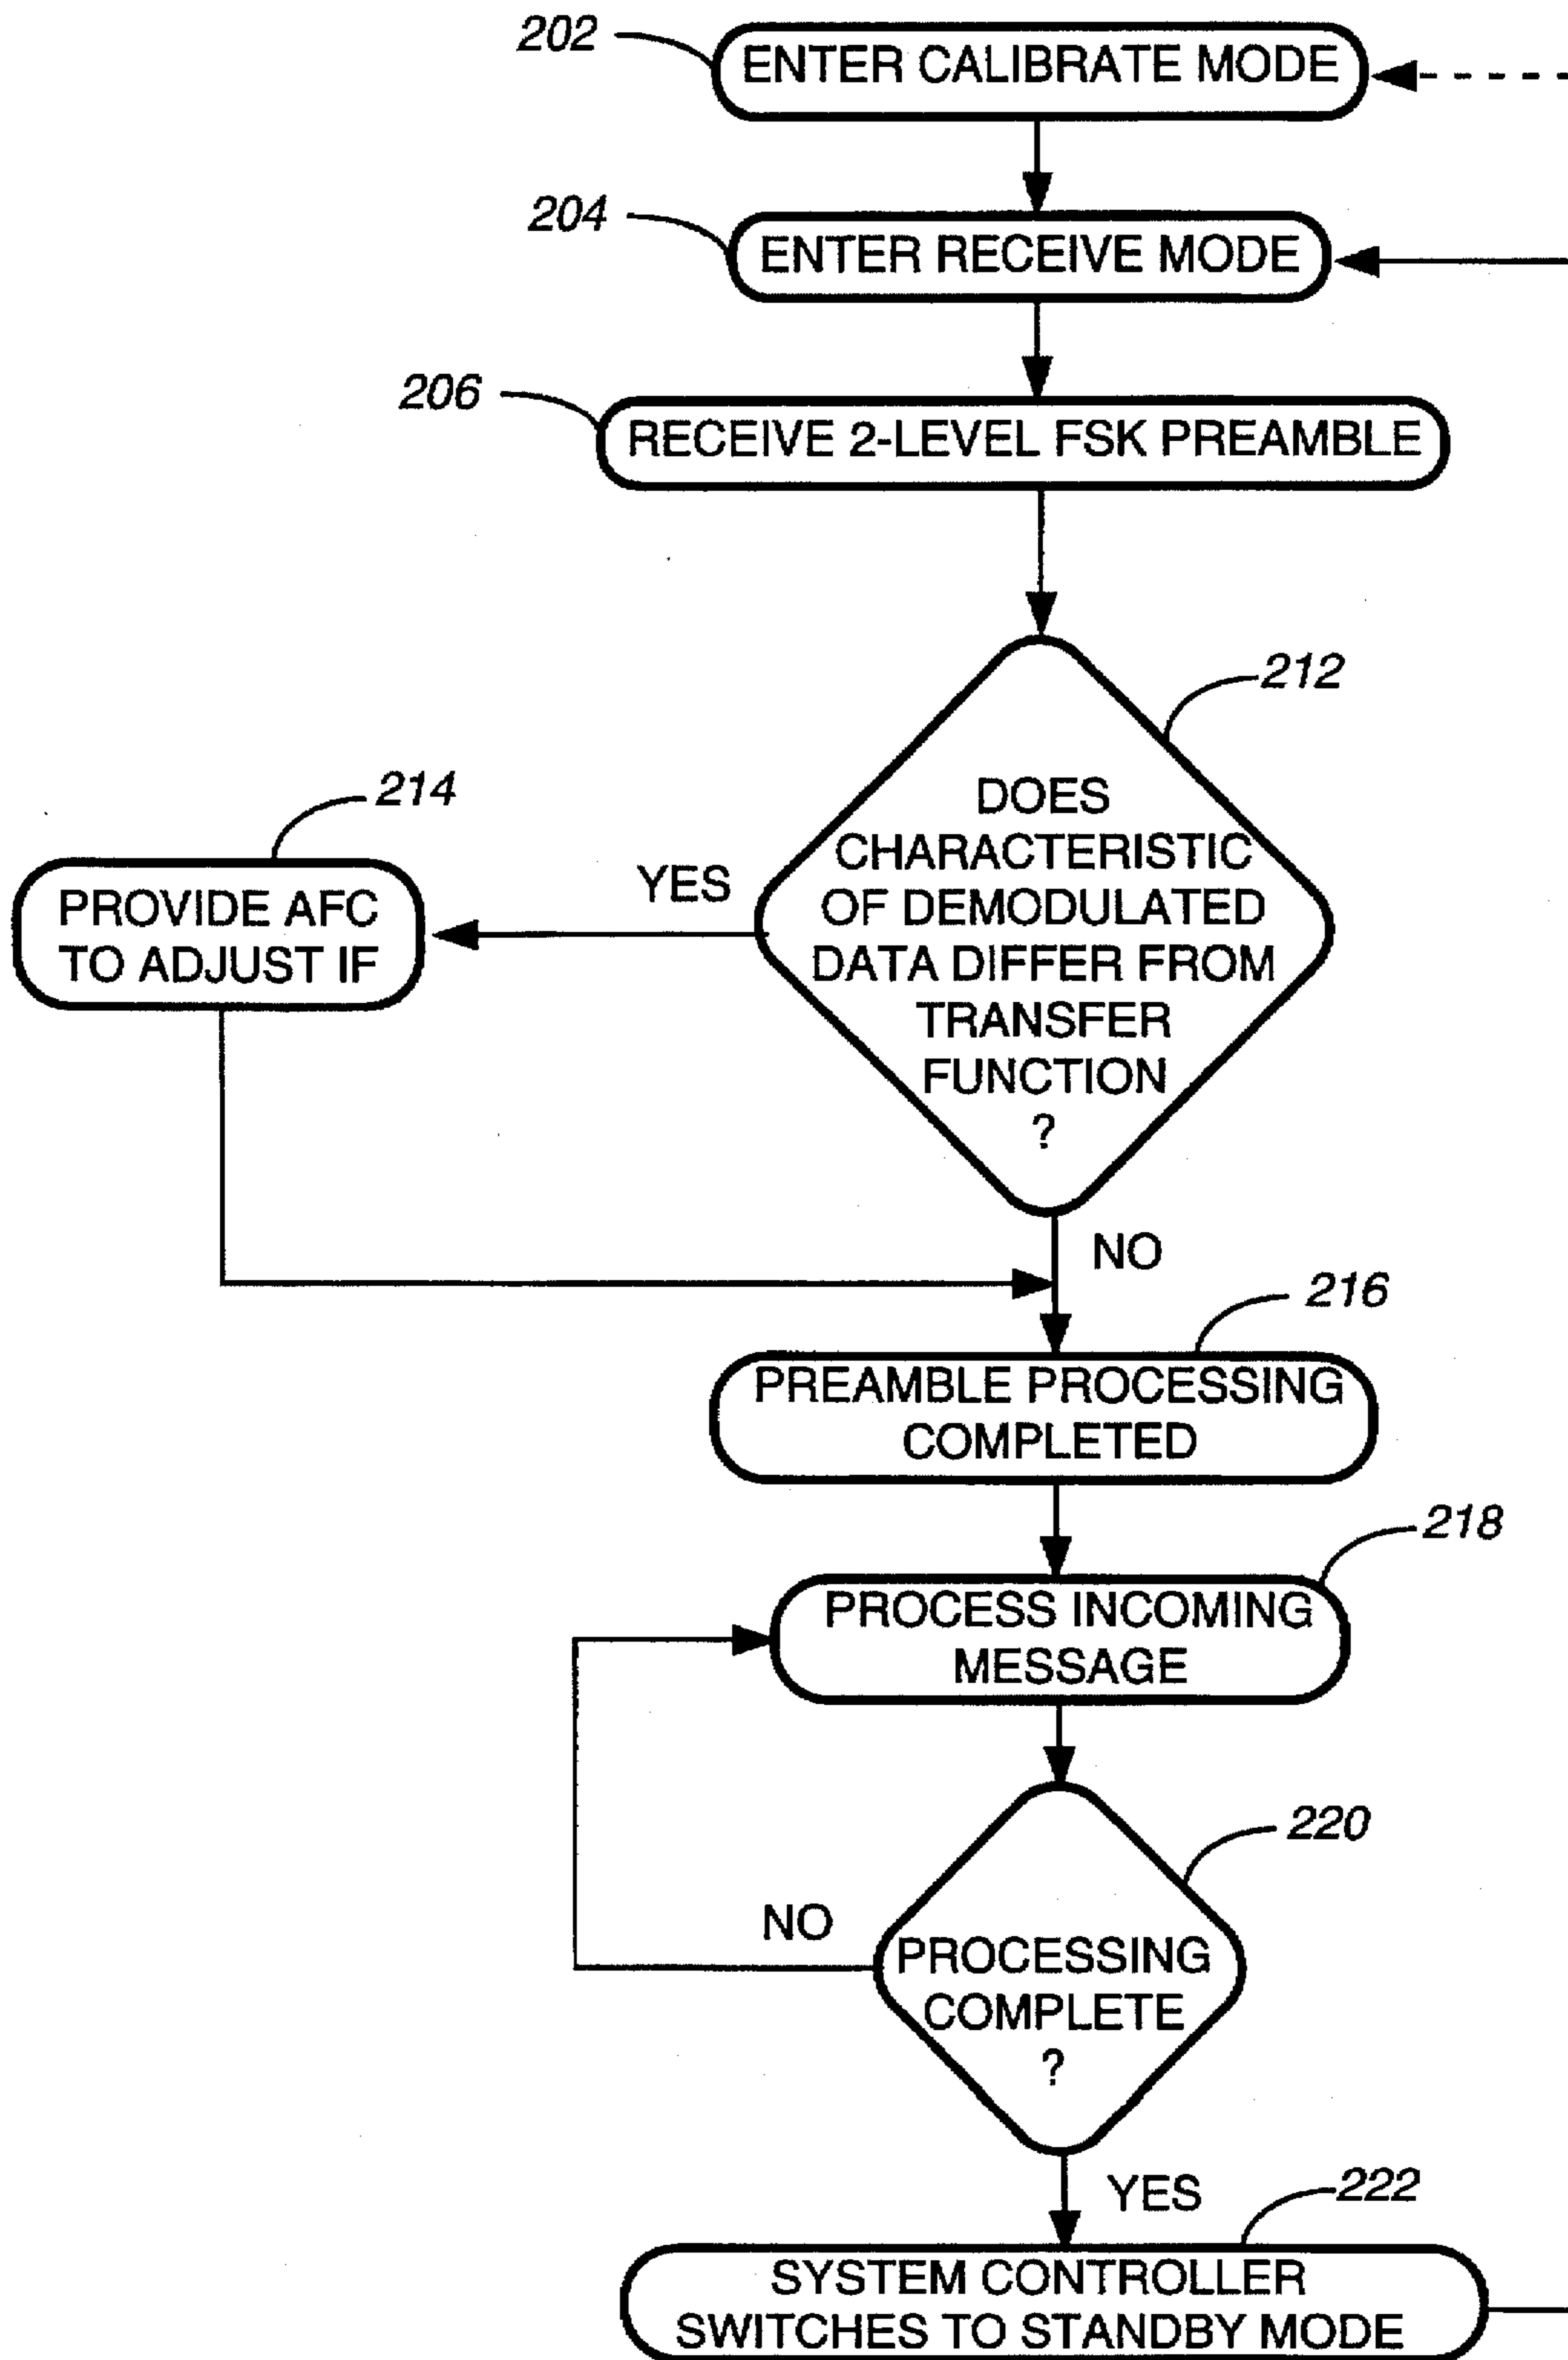 202
ENTER CALIBRATE MODE
204
ENTER RECEIVE MODE
206
RECEIVE 2-LEVEL FSK PREAMBLE
212
DOES
CHARACTERISTIC
OF DEMODULATED
DATA DIFFER FROM
TRANSFER
FUNCTION
?
YES
214
PROVIDE AFC
TO ADJUST IF
NO
216
PREAMBLE PROCESSING
COMPLETED
218
PROCESS INCOMING
MESSAGE
220
PROCESSING
COMPLETE
?
NO
YES
222
SYSTEM CONTROLLER
SWITCHES TO STANDBY MODE